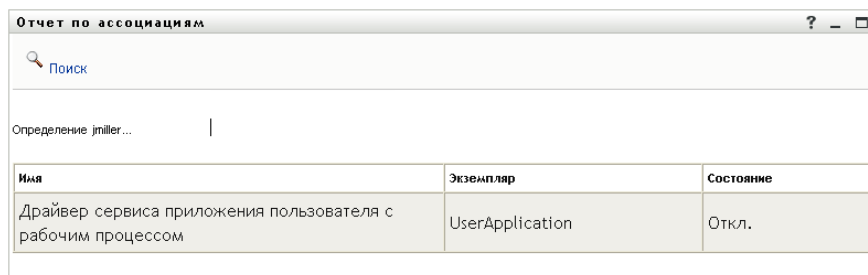 Отчет по ассоциациям
?
Поиск
Определение jmiller...
Имя Экземпляр Состояние
Драйвер сервиса приложения пользователя с
рабочим процессом
UserApplication
Откл.